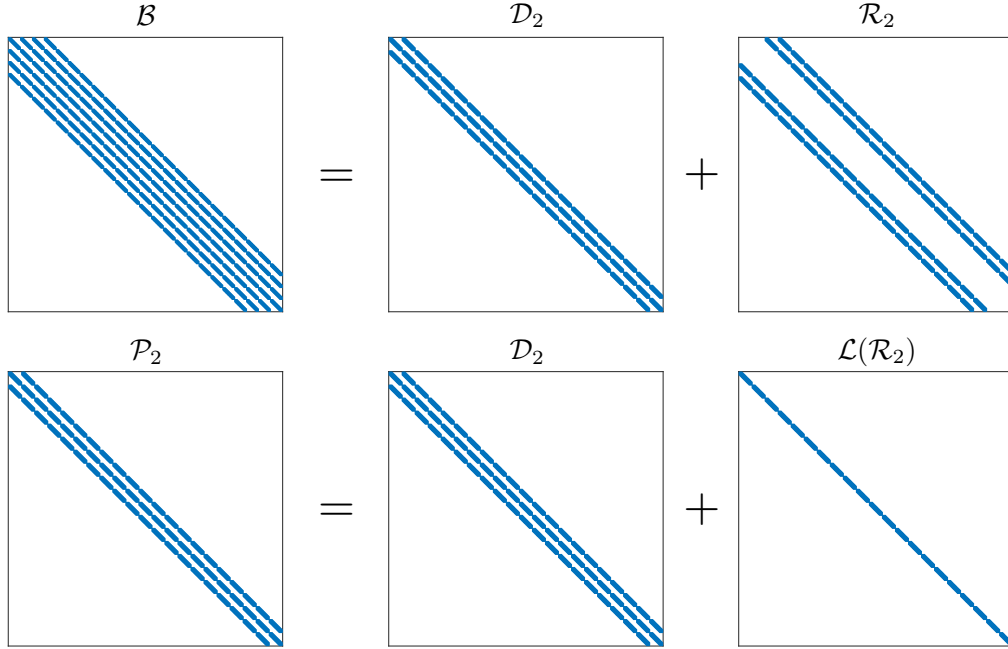 𝓑 𝓓₂ 𝓡₂
= +
𝓟₂ 𝓓₂ 𝓛(𝓡₂)
= +